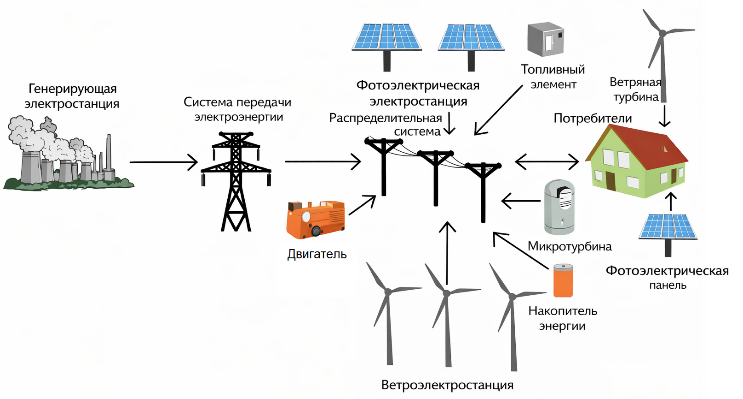 Генерирующая
электростанция
Система передачи
электроэнергии
Фотоэлектрическая
электростанция
Распределительная
система
Топливный
элемент
Ветряная
турбина
Потребители
Двигатель
Микротурбина
Фотоэлектрическая
панель
Накопитель
энергии
Ветроэлектростанция